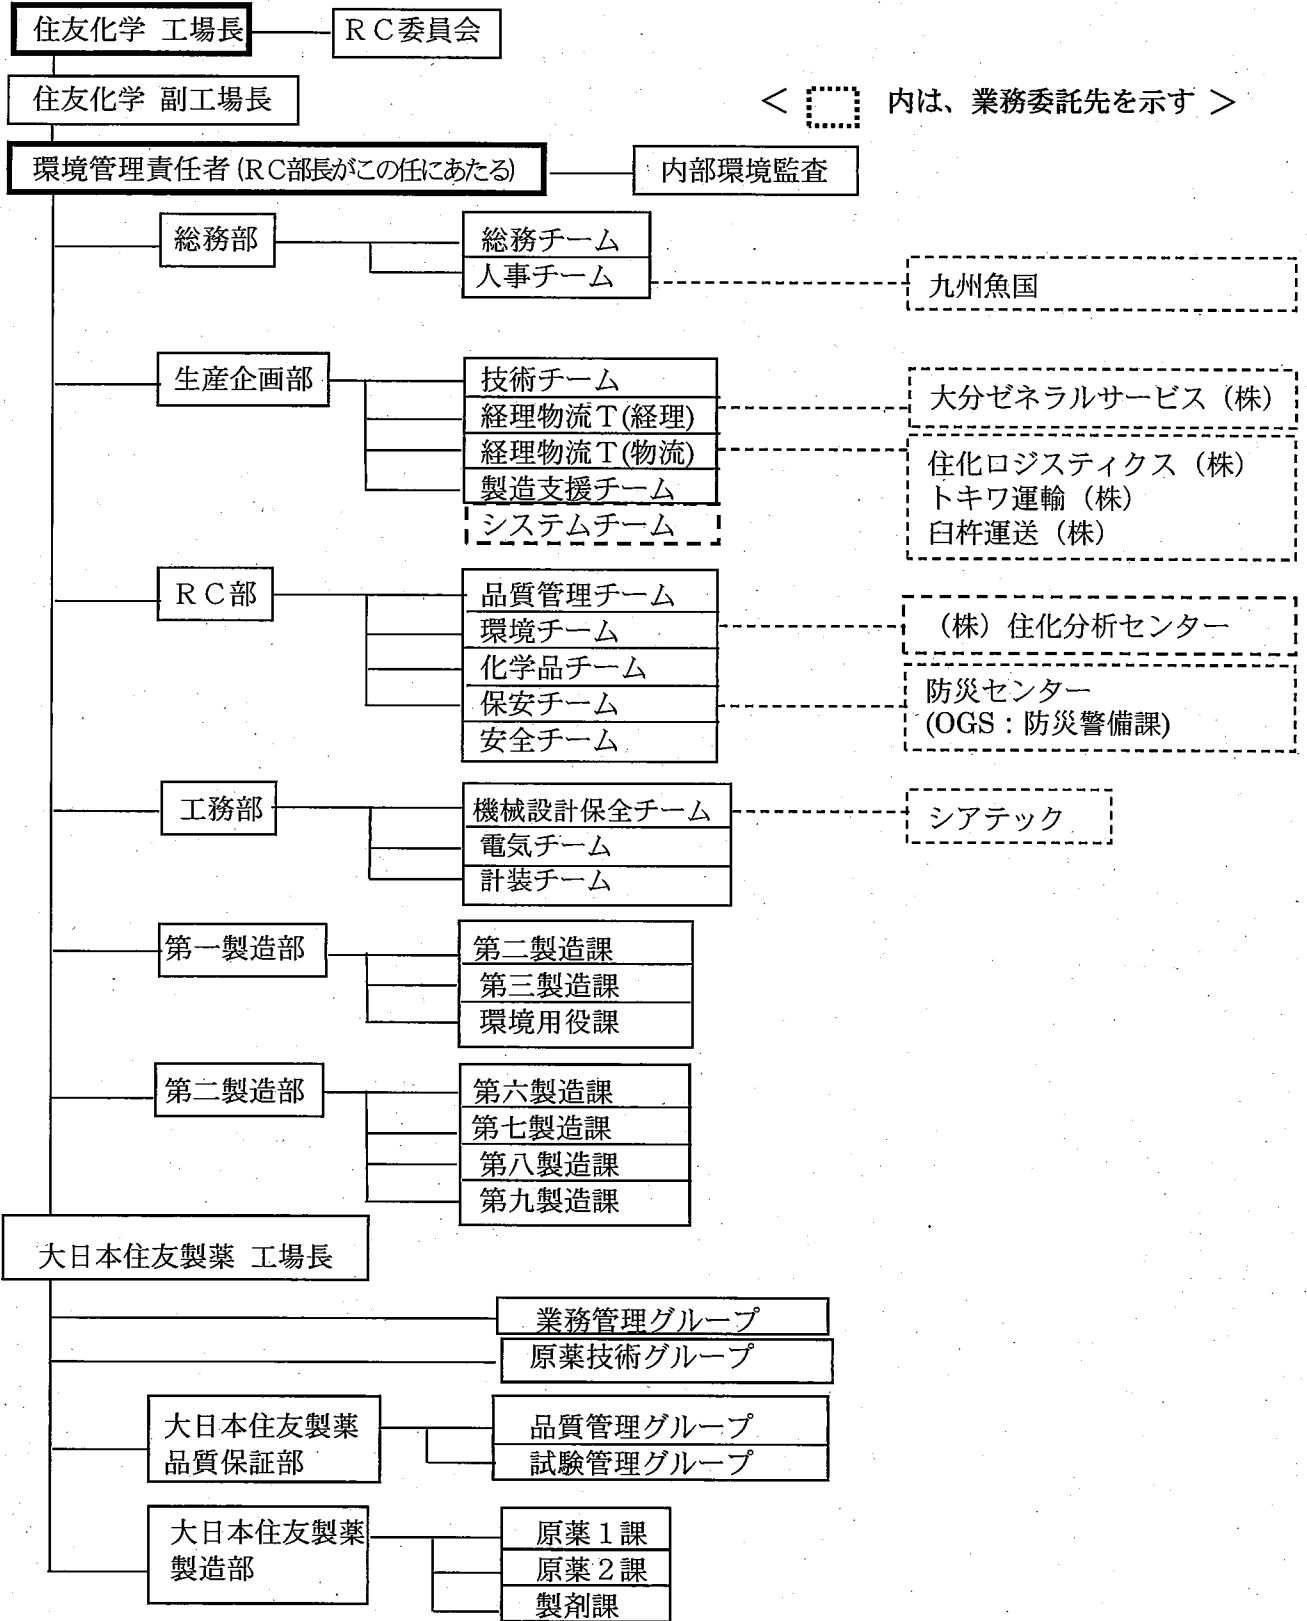 住友化学 工場長
RC委員会
住友化学 副工場長
< 内は、業務委託先を示す >
環境管理責任者(RC部長がこの任にあたる)
内部環境監査
総務部
総務チーム
人事チーム
九州魚国
生産企画部
技術チーム
経理物流T(経理)
経理物流T(物流)
製造支援チーム
システムチーム
大分ゼネラルサービス(株)
住化ロジスティクス(株)
トキワ運輸(株)
臼杵運送(株)
RC部
品質管理チーム
環境チーム
化学品チーム
保安チーム
安全チーム
(株)住化分析センター
防災センター
(OGS:防災警備課)
工務部
機械設計保全チーム
電気チーム
計装チーム
シアテック
第一製造部
第二製造課
第三製造課
環境用役課
第二製造部
第六製造課
第七製造課
第八製造課
第九製造課
大日本住友製薬 工場長
業務管理グループ
原薬技術グループ
大日本住友製薬
品質保証部
品質管理グループ
試験管理グループ
大日本住友製薬
製造部
原薬1課
原薬2課
製剤課